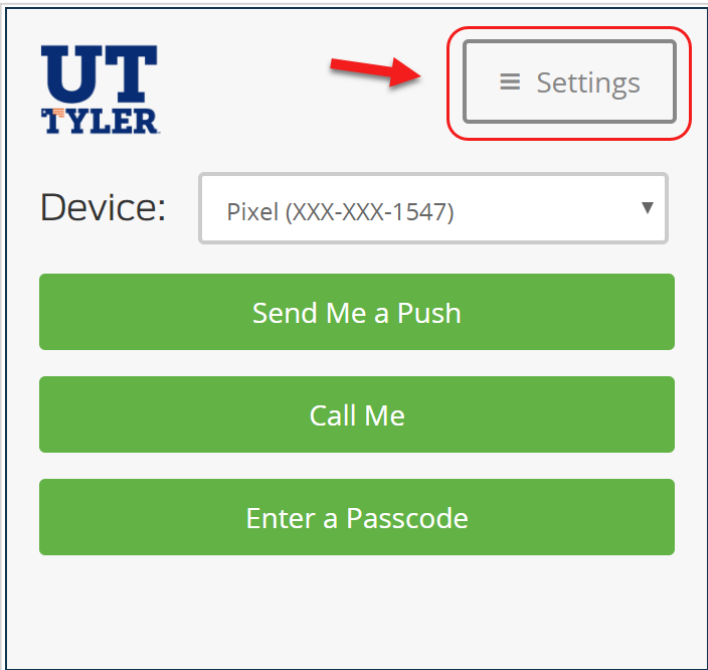 UT
TYLER
≡ Settings
Device:
Pixel (XXX-XXX-1547)
Send Me a Push
Call Me
Enter a Passcode